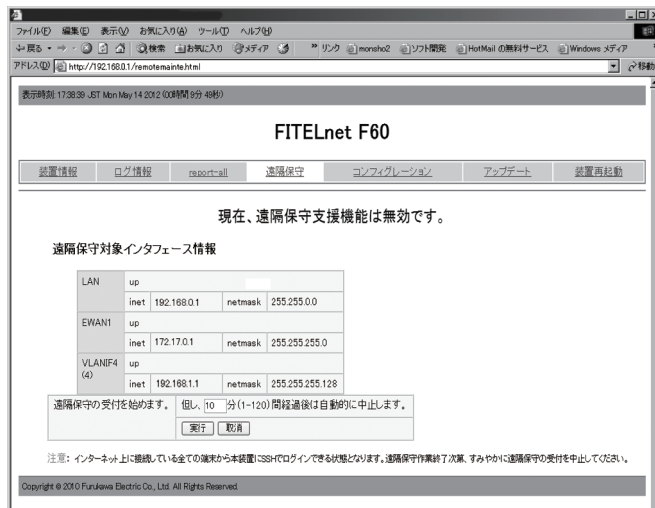 ファイル(F) 編集(E) 表示(V) お気に入り(A) ツール(T) ヘルプ(H)
戻る 検索 お気に入り メディア » リンク monsho2 ソフト開発 HotMail の無料サービス Windows メディア
アドレス(D) http://192.168.0.1/remotemainte.html 移動
表示時刻: 17:38:39 JST Mon May 14 2012 (00時間 9分 49秒)
FITELnet F60
装置情報 ログ情報 report-all 遠隔保守 コンフィグレーション アップデート 装置再起動
現在、遠隔保守支援機能は無効です。
遠隔保守対象インタフェース情報
LAN up
inet 192.168.0.1 netmask 255.255.0.0
EWAN1 up
inet 172.17.0.1 netmask 255.255.255.0
VLANIF4 up
(4)
inet 192.168.1.1 netmask 255.255.255.128
遠隔保守の受付を始めます。 但し、 10 分(1-120)間経過後は自動的に中止します。
実行 取消
注意: インターネット上に接続している全ての端末から本装置にSSHでログインできる状態となります。遠隔保守作業終了次第、すみやかに遠隔保守の受付を中止してください。
Copyright © 2010 Furukawa Electric Co., Ltd. All Rights Reserved.